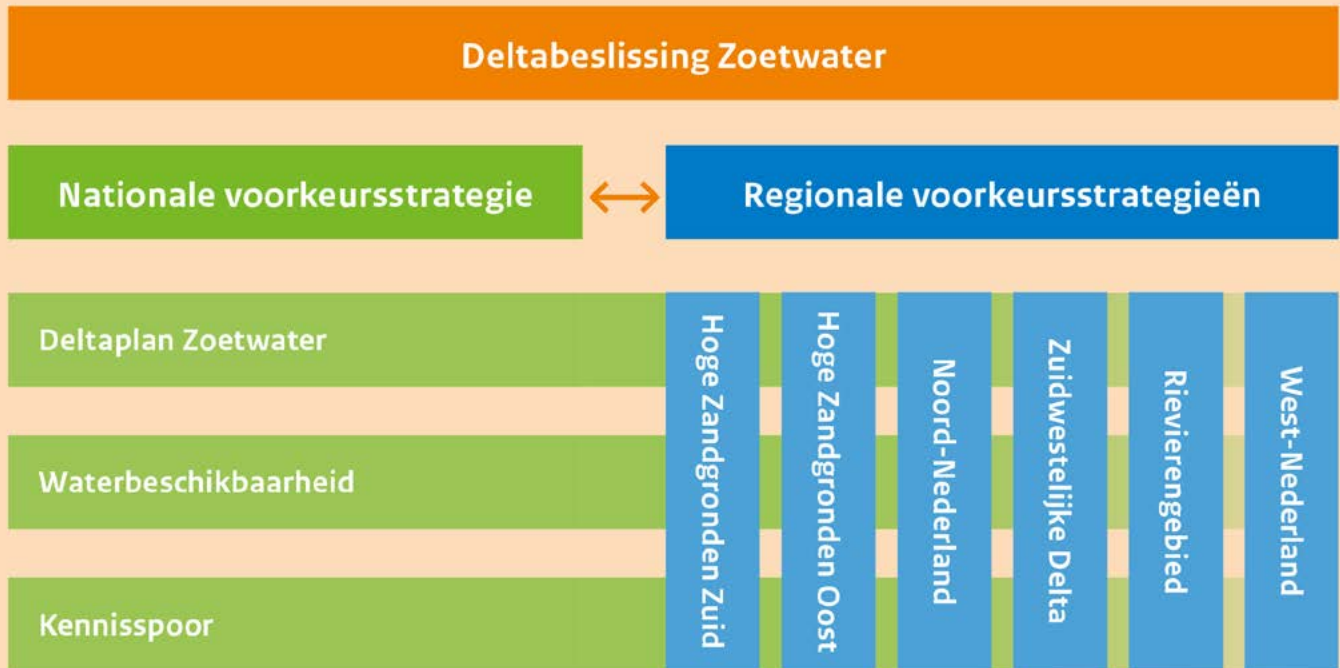 Deltabeslissing Zoetwater
Nationale voorkeursstrategie
Regionale voorkeursstrategieën
Deltaplan Zoetwater
Waterbeschikbaarheid
Kennisspoor
Hoge Zandgronden Zuid
Hoge Zandgronden Oost
Noord-Nederland
Zuidwestelijke Delta
Rievierengebied
West-Nederland